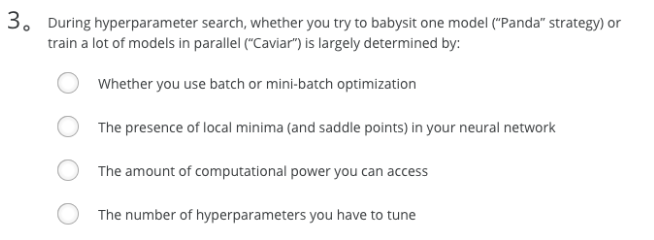 3。 During hyperparameter search, whether you try to babysit one model (“Panda” strategy) or
train a lot of models in parallel (“Caviar”) is largely determined by:
Whether you use batch or mini-batch optimization
The presence of local minima (and saddle points) in your neural network
The amount of computational power you can access
The number of hyperparameters you have to tune